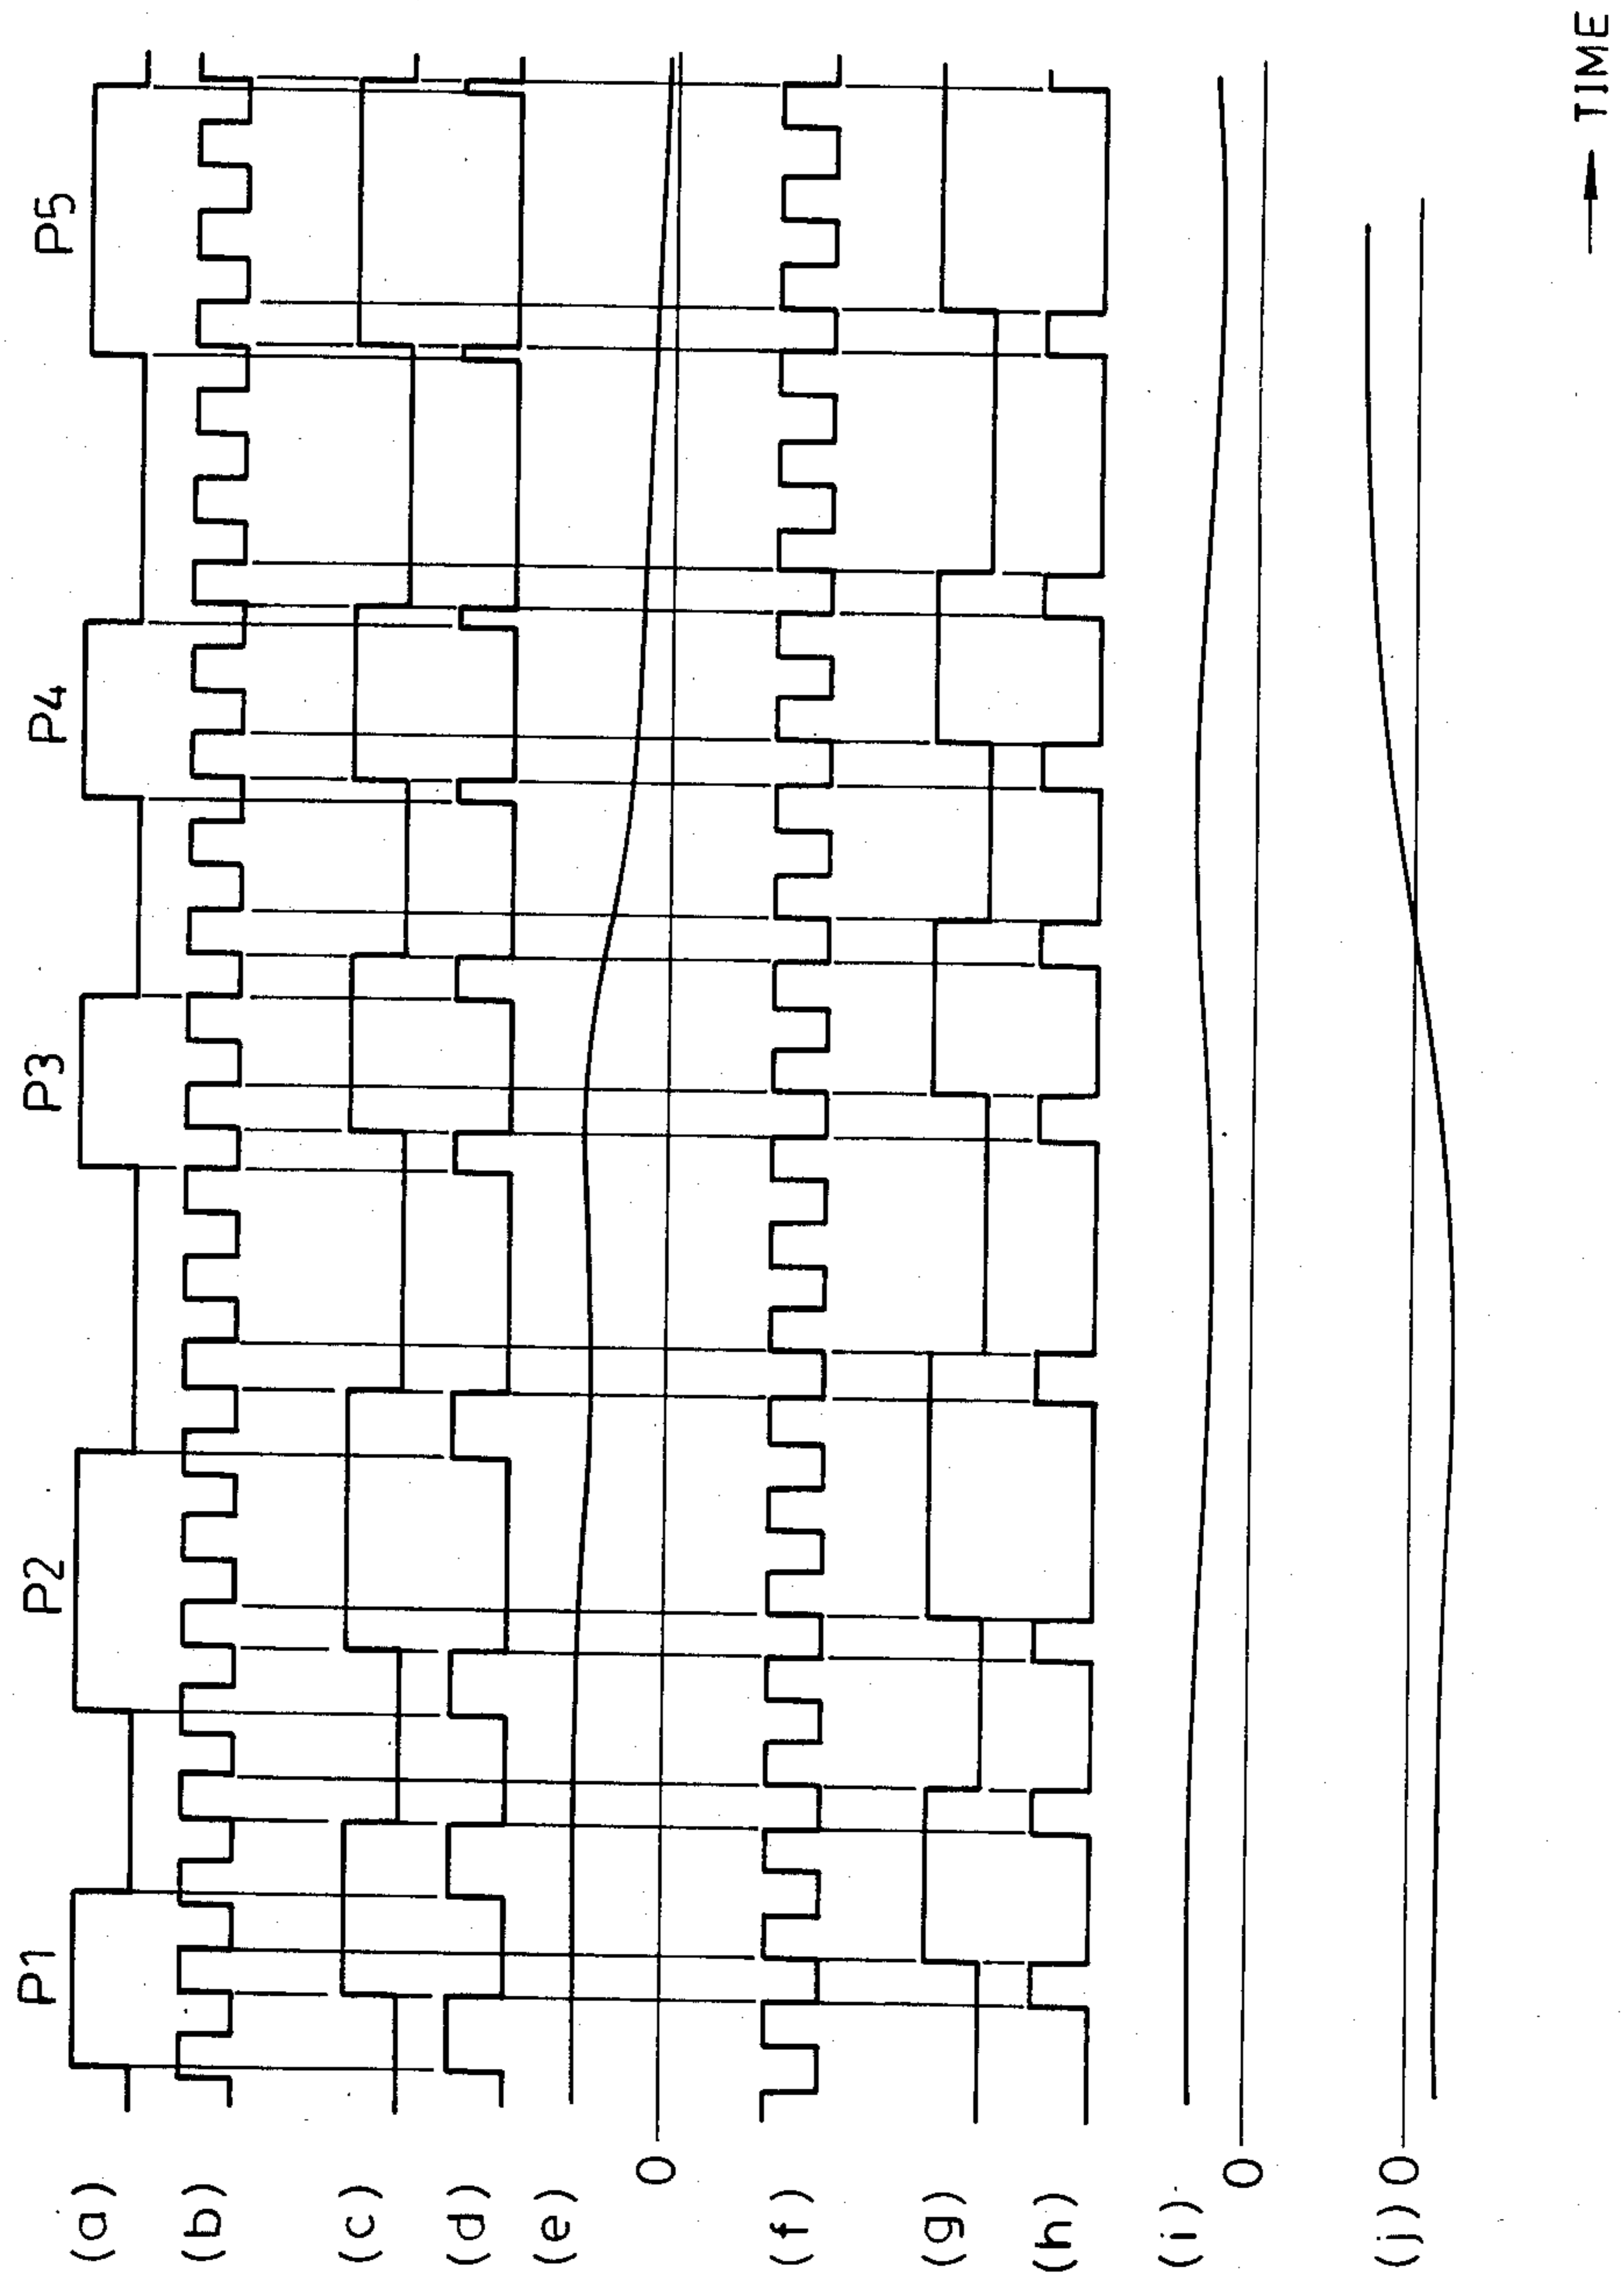 P1 P2 P3 P4 P5
(a)
(b)
(c)
(d)
(e)
0
(f)
(g)
(h)
(i)
0
(j) 0
TIME